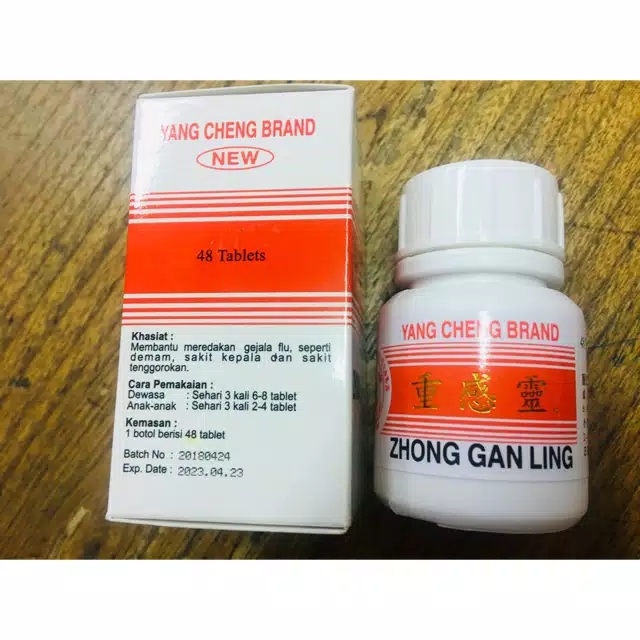 YANG CHENG BRAND
NEW
48 Tablets
Khasiat :
Membantu meredakan gejala flu, seperti
demam, sakit kepala dan sakit
tenggorokan.
Cara Pemakaian :
Dewasa : Sehari 3 kali 6-8 tablet
Anak-anak : Sehari 3 kali 2-4 tablet
Kemasan :
1 botol berisi 48 tablet
Batch No : 20180424
Exp. Date : 2023.04.23
YANG CHENG BRAND
重感靈
ZHONG GAN LING